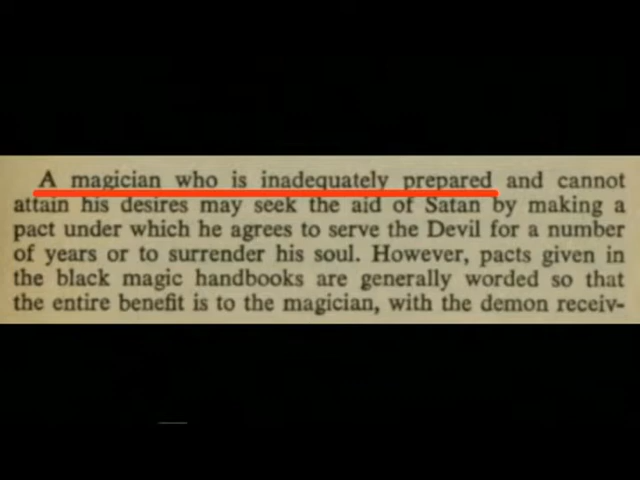 A magician who is inadequately prepared and cannot
attain his desires may seek the aid of Satan by making a
pact under which he agrees to serve the Devil for a number
of years or to surrender his soul. However, pacts given in
the black magic handbooks are generally worded so that
the entire benefit is to the magician, with the demon receiv-